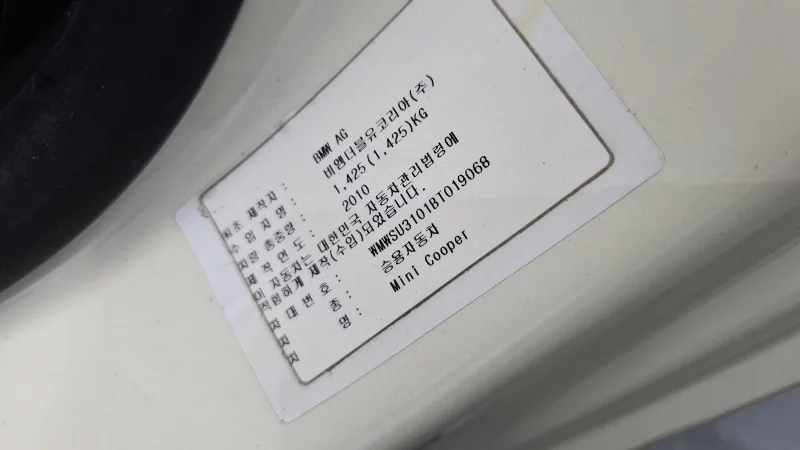 최초 제작자 : BMW AG
수 입 자 명 : 비엔더블유코리아(주)
차량 총중량 : 1,425(1,425)KG
제 작 연 도 : 2010
이 자동차는 대한민국 자동차관리법령에
적합하게 제작(수입)되었습니다.
차 대 번 호 : WMWSU3101BT019068
차 종 : 승용자동차
차 명 : Mini Cooper